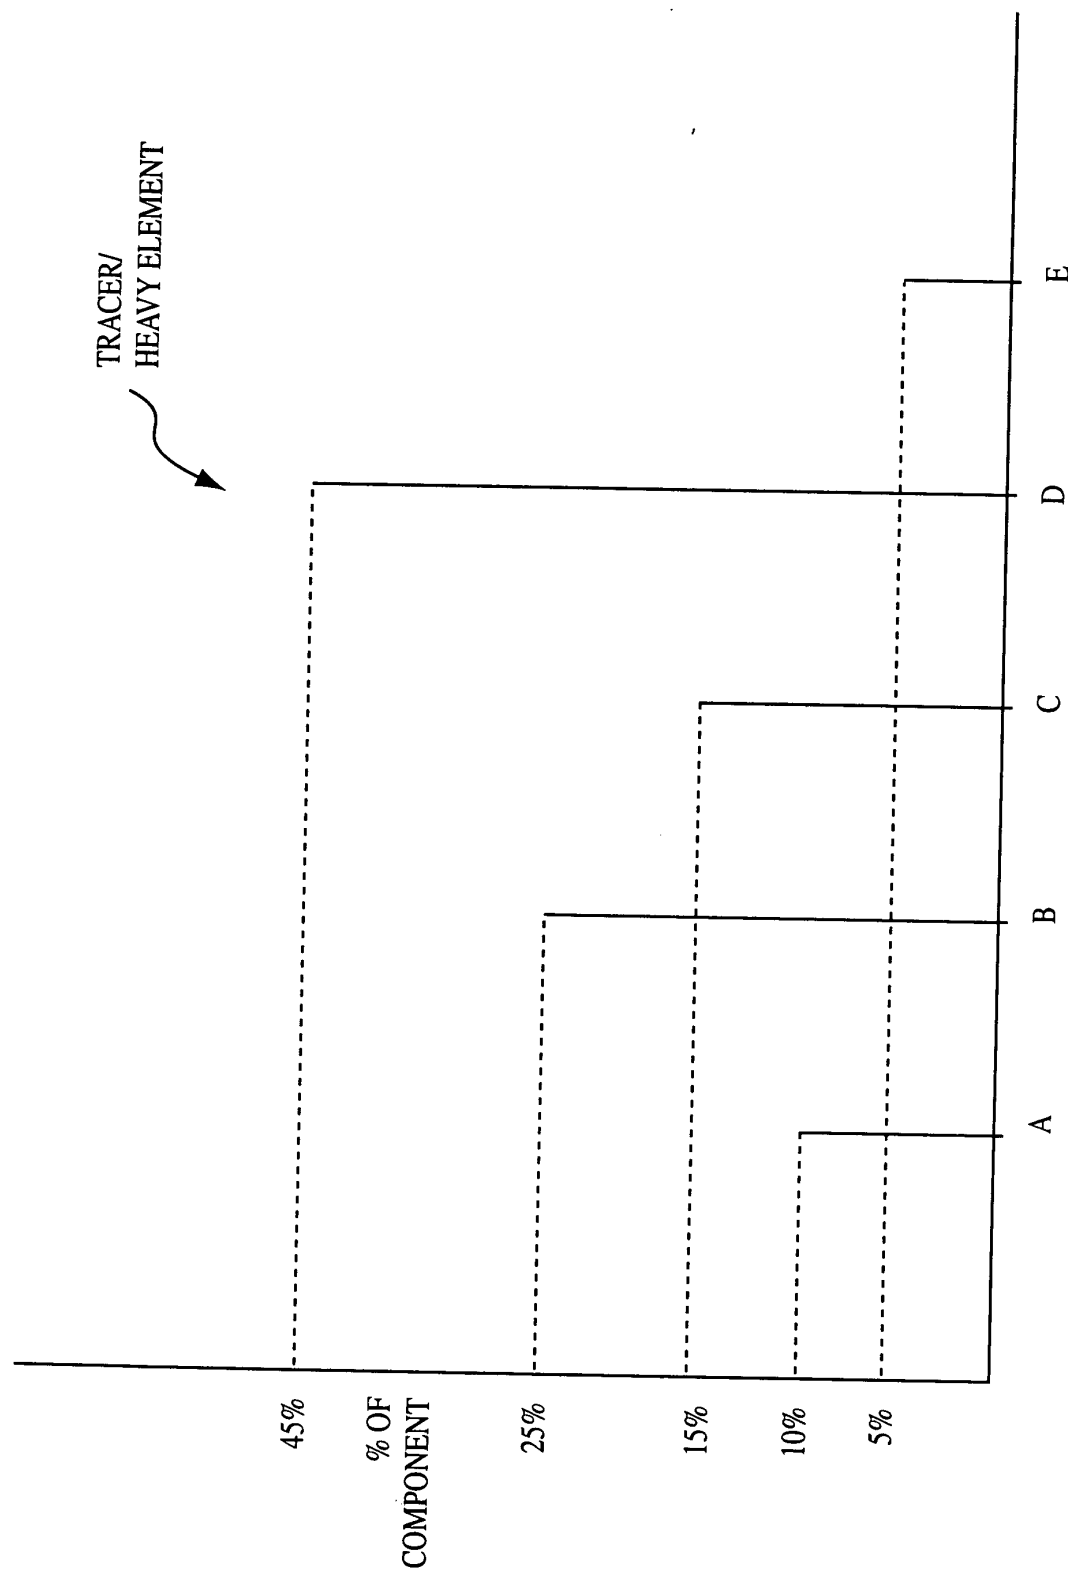 TRACER/
HEAVY ELEMENT
45%
% OF
COMPONENT
25%
15%
10%
5%
A
B
C
D
E